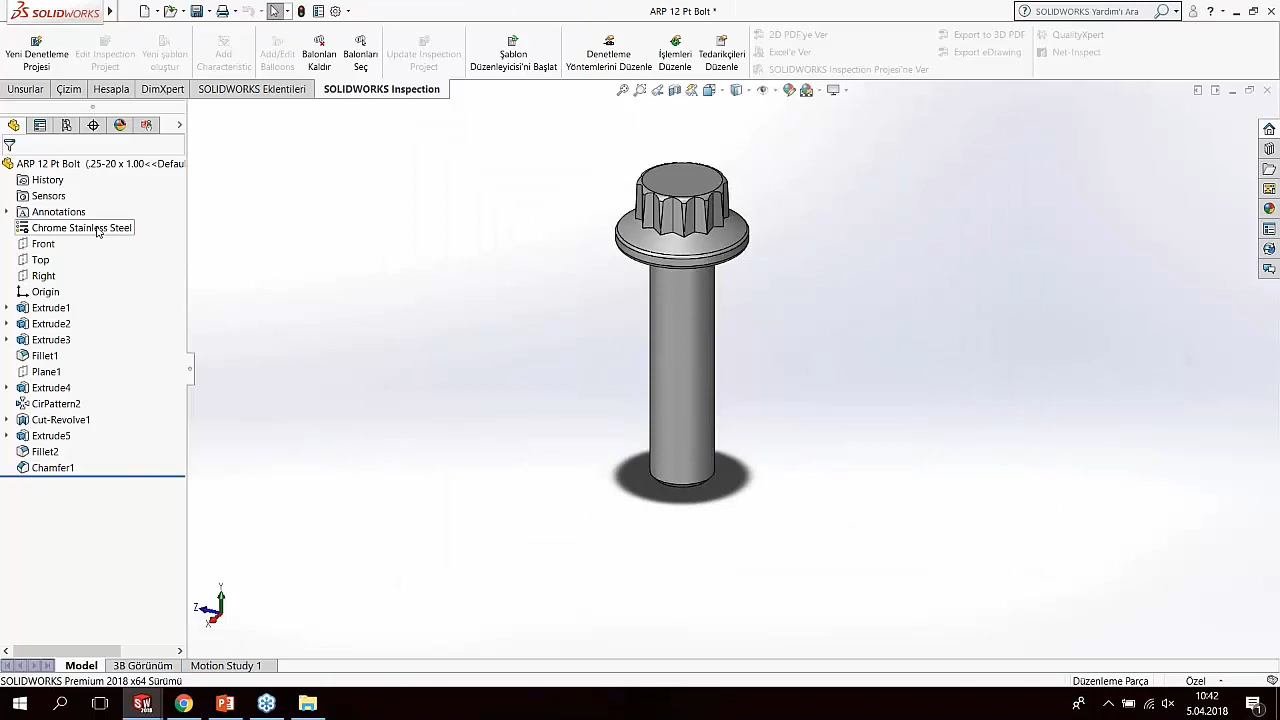 SOLIDWORKS
ARP 12 Pt Bolt *
SOLIDWORKS Yardım'ı Ara
?
Yeni Denetleme Projesi
Edit Inspection Project
Yeni şablon oluştur
Add Characteristic
Add/Edit Balloons
Balonları Kaldır
Balonları Seç
Update Inspection Project
Şablon Düzenleyicisi'ni Başlat
Denetleme Yöntemlerini Düzenle
İşlemleri Düzenle
Tedarikçileri Düzenle
2D PDF'ye Ver
Excel'e Ver
SOLIDWORKS Inspection Projesi'ne Ver
Export to 3D PDF
Export eDrawing
QualityXpert
Net-Inspect
Unsurlar
Çizim
Hesapla
DimXpert
SOLIDWORKS Eklentileri
SOLIDWORKS Inspection
ARP 12 Pt Bolt (.25-20 x 1.00<<Defau
History
Sensors
Annotations
Chrome Stainless Steel
Front
Top
Right
Origin
Extrude1
Extrude2
Extrude3
Fillet1
Plane1
Extrude4
CirPattern2
Cut-Revolve1
Extrude5
Fillet2
Chamfer1
Y
Z
X
Model
3B Görünüm
Motion Study 1
SOLIDWORKS Premium 2018 x64 Sürümü
Düzenleme Parça
Özel
SW
2018
10:42
5.04.2018